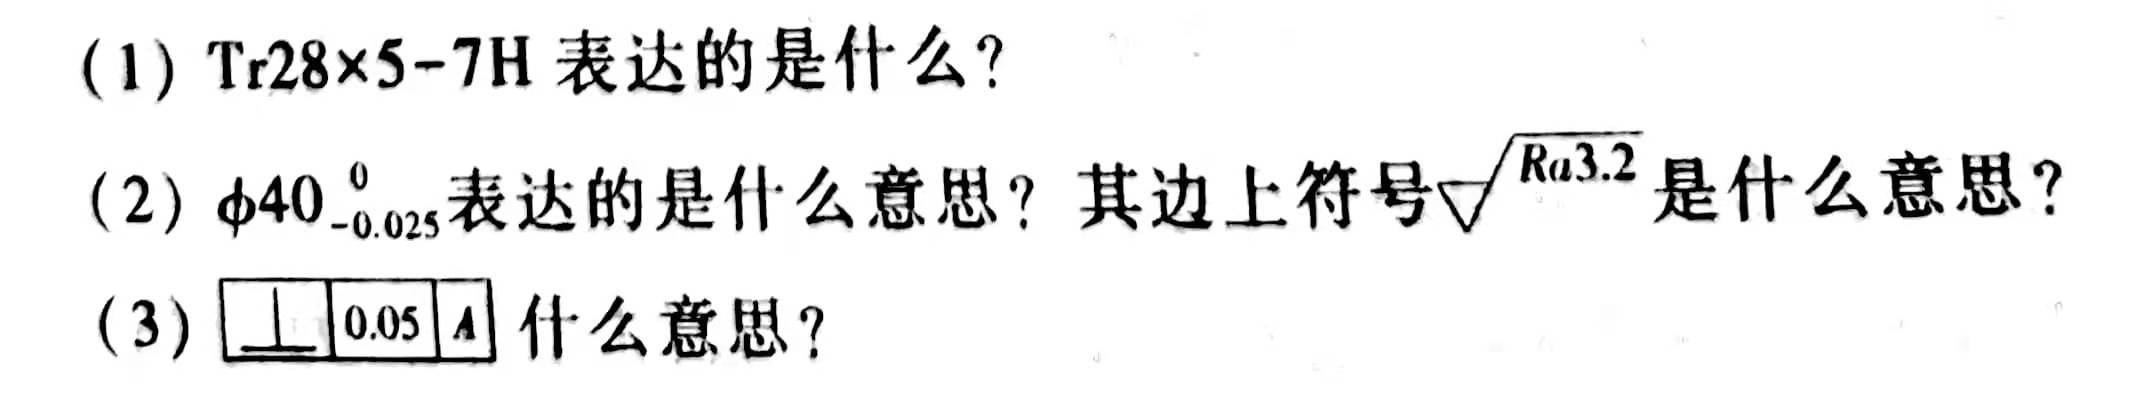 (1) Tr28×5-7H 表达的是什么?
(2) ϕ40 0 -0.025 表达的是什么意思? 其边上符号 Ra3.2 是什么意思?
(3) ⊥ 0.05 A 什么意思?